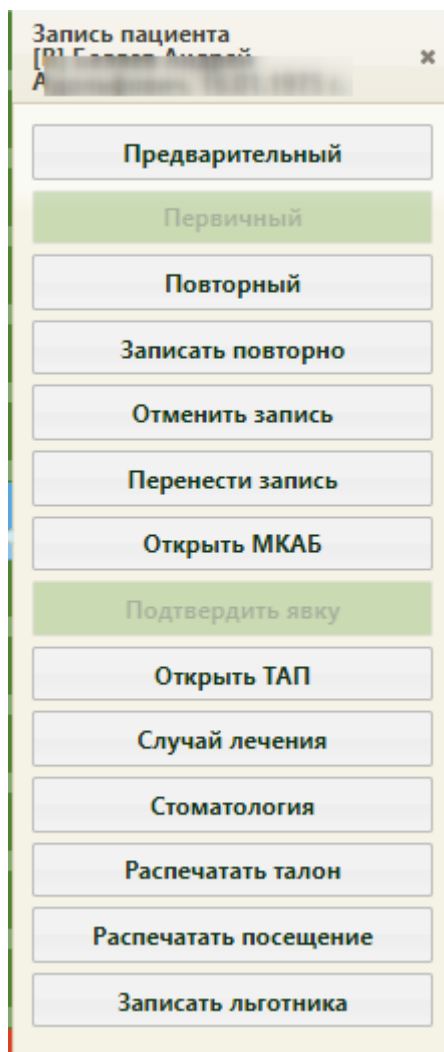 Запись пациента
Предварительный
Первичный
Повторный
Записать повторно
Отменить запись
Перенести запись
Открыть МКАБ
Подтвердить явку
Открыть ТАП
Случай лечения
Стоматология
Распечатать талон
Распечатать посещение
Записать льготника